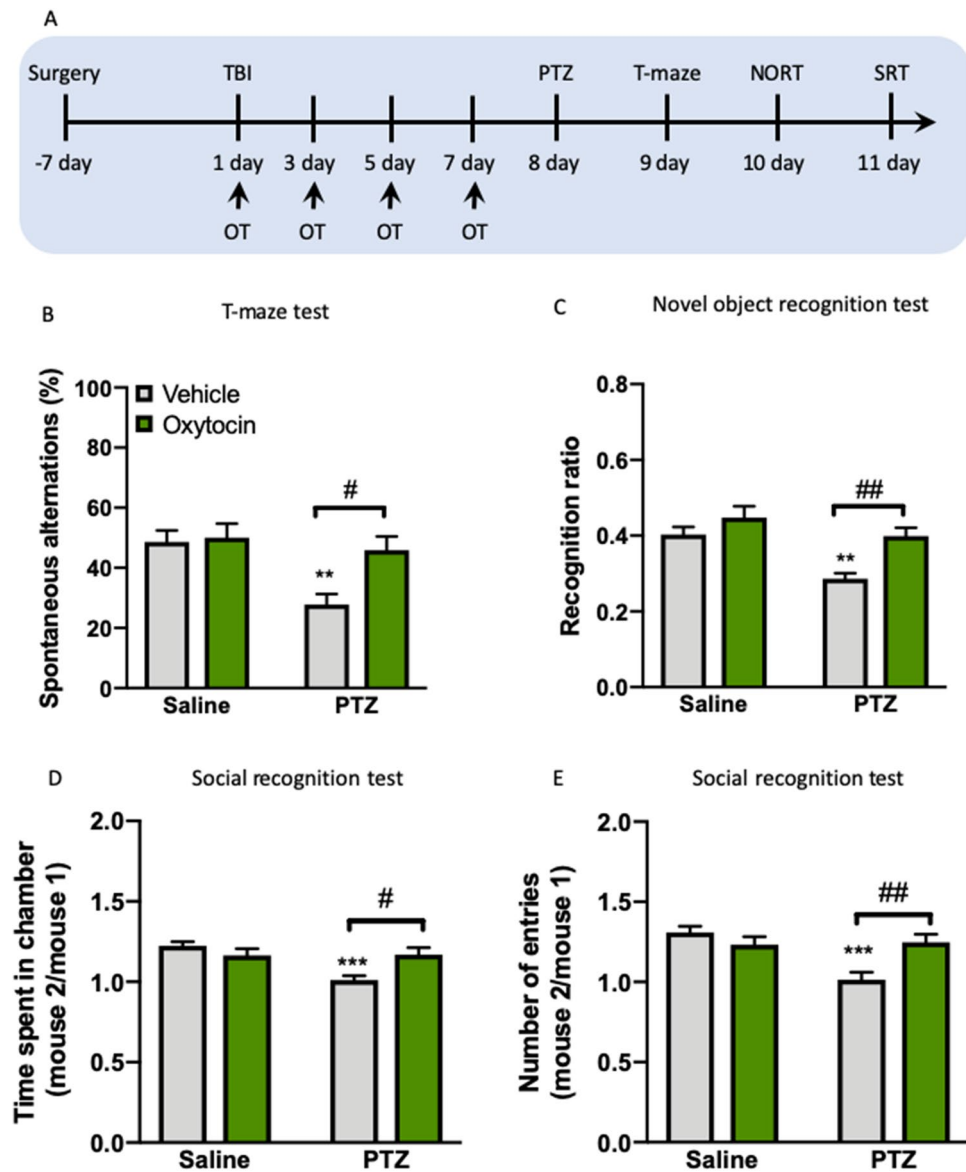 A
Surgery TBI PTZ T-maze NORT SRT
-7 day 1 day 3 day 5 day 7 day 8 day 9 day 10 day 11 day
OT OT OT OT
B T-maze test
Spontaneous alternations (%)
100
80
60
40
20
0
Vehicle
Oxytocin
#
**
Saline PTZ
C Novel object recognition test
Recognition ratio
0.8
0.6
0.4
0.2
0.0
##
**
Saline PTZ
D Social recognition test
Time spent in chamber
(mouse 2/mouse 1)
2.0
1.5
1.0
0.5
0.0
#
***
Saline PTZ
E Social recognition test
Number of entries
(mouse 2/mouse 1)
2.0
1.5
1.0
0.5
0.0
##
***
Saline PTZ